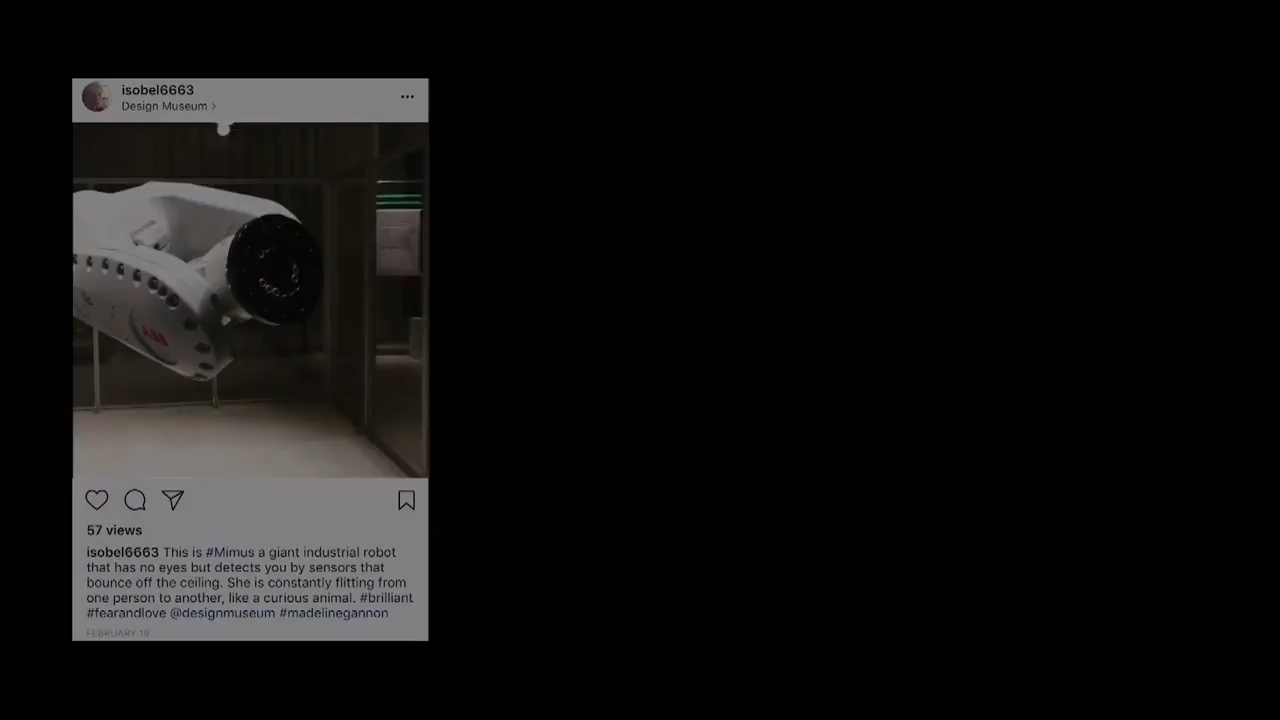 isobel6663
Design Museum >
ABB
57 views
isobel6663 This is #Mimus a giant industrial robot
that has no eyes but detects you by sensors that
bounce off the ceiling. She is constantly flitting from
one person to another, like a curious animal. #brilliant
#fearandlove @designmuseum #madelinegannon
FEBRUARY 19